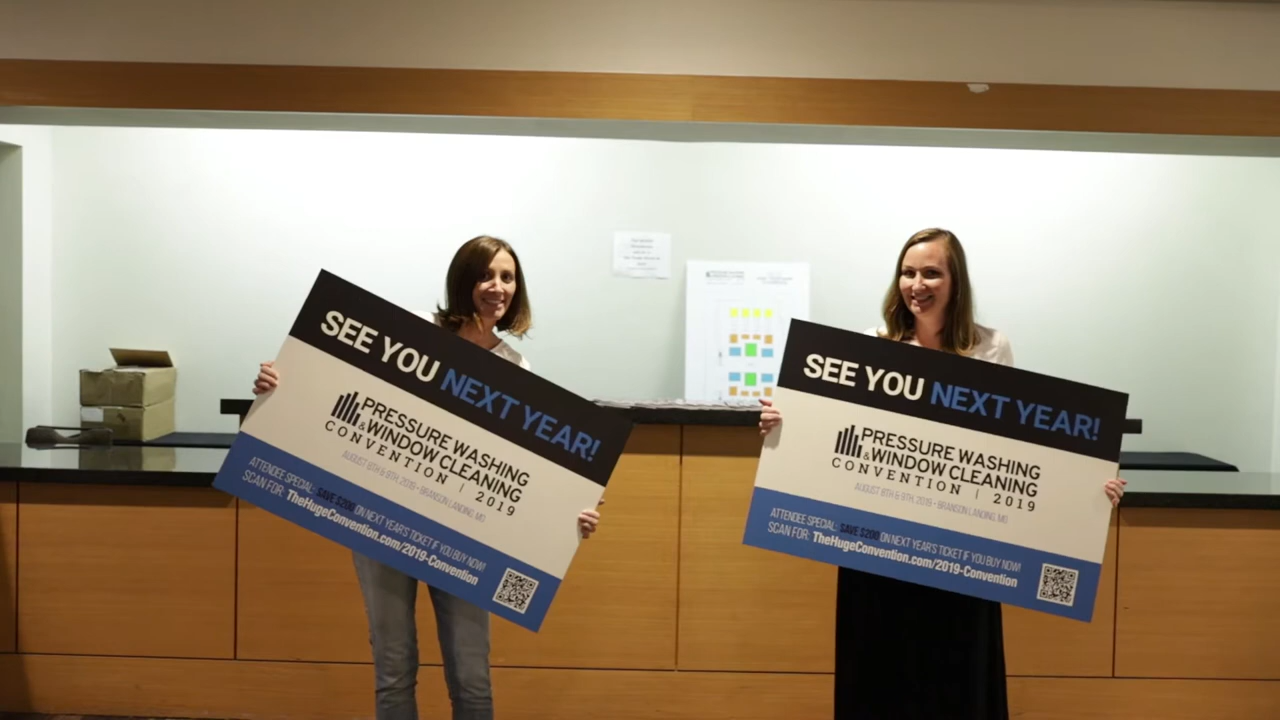 SEE YOU NEXT YEAR!
PRESSURE WASHING
& WINDOW CLEANING
CONVENTION | 2019
AUGUST 8TH & 9TH, 2019 • BRANSON LANDING, MO
ATTENDEE SPECIAL: SAVE $200 ON NEXT YEAR'S TICKET IF YOU BUY NOW!
SCAN FOR: TheHugeConvention.com/2019-Convention
SEE YOU NEXT YEAR!
PRESSURE WASHING
& WINDOW CLEANING
CONVENTION | 2019
AUGUST 8TH & 9TH, 2019 • BRANSON LANDING, MO
ATTENDEE SPECIAL: SAVE $200 ON NEXT YEAR'S TICKET IF YOU BUY NOW!
SCAN FOR: TheHugeConvention.com/2019-Convention